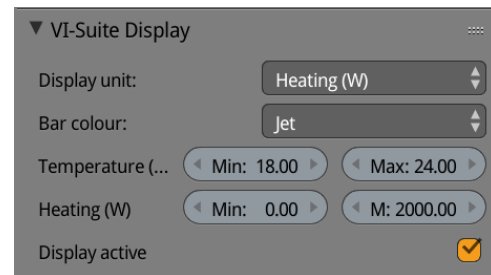 VI-Suite Display
Display unit: Heating (W)
Bar colour: Jet
Temperature (... Min: 18.00 Max: 24.00
Heating (W) Min: 0.00 M: 2000.00
Display active